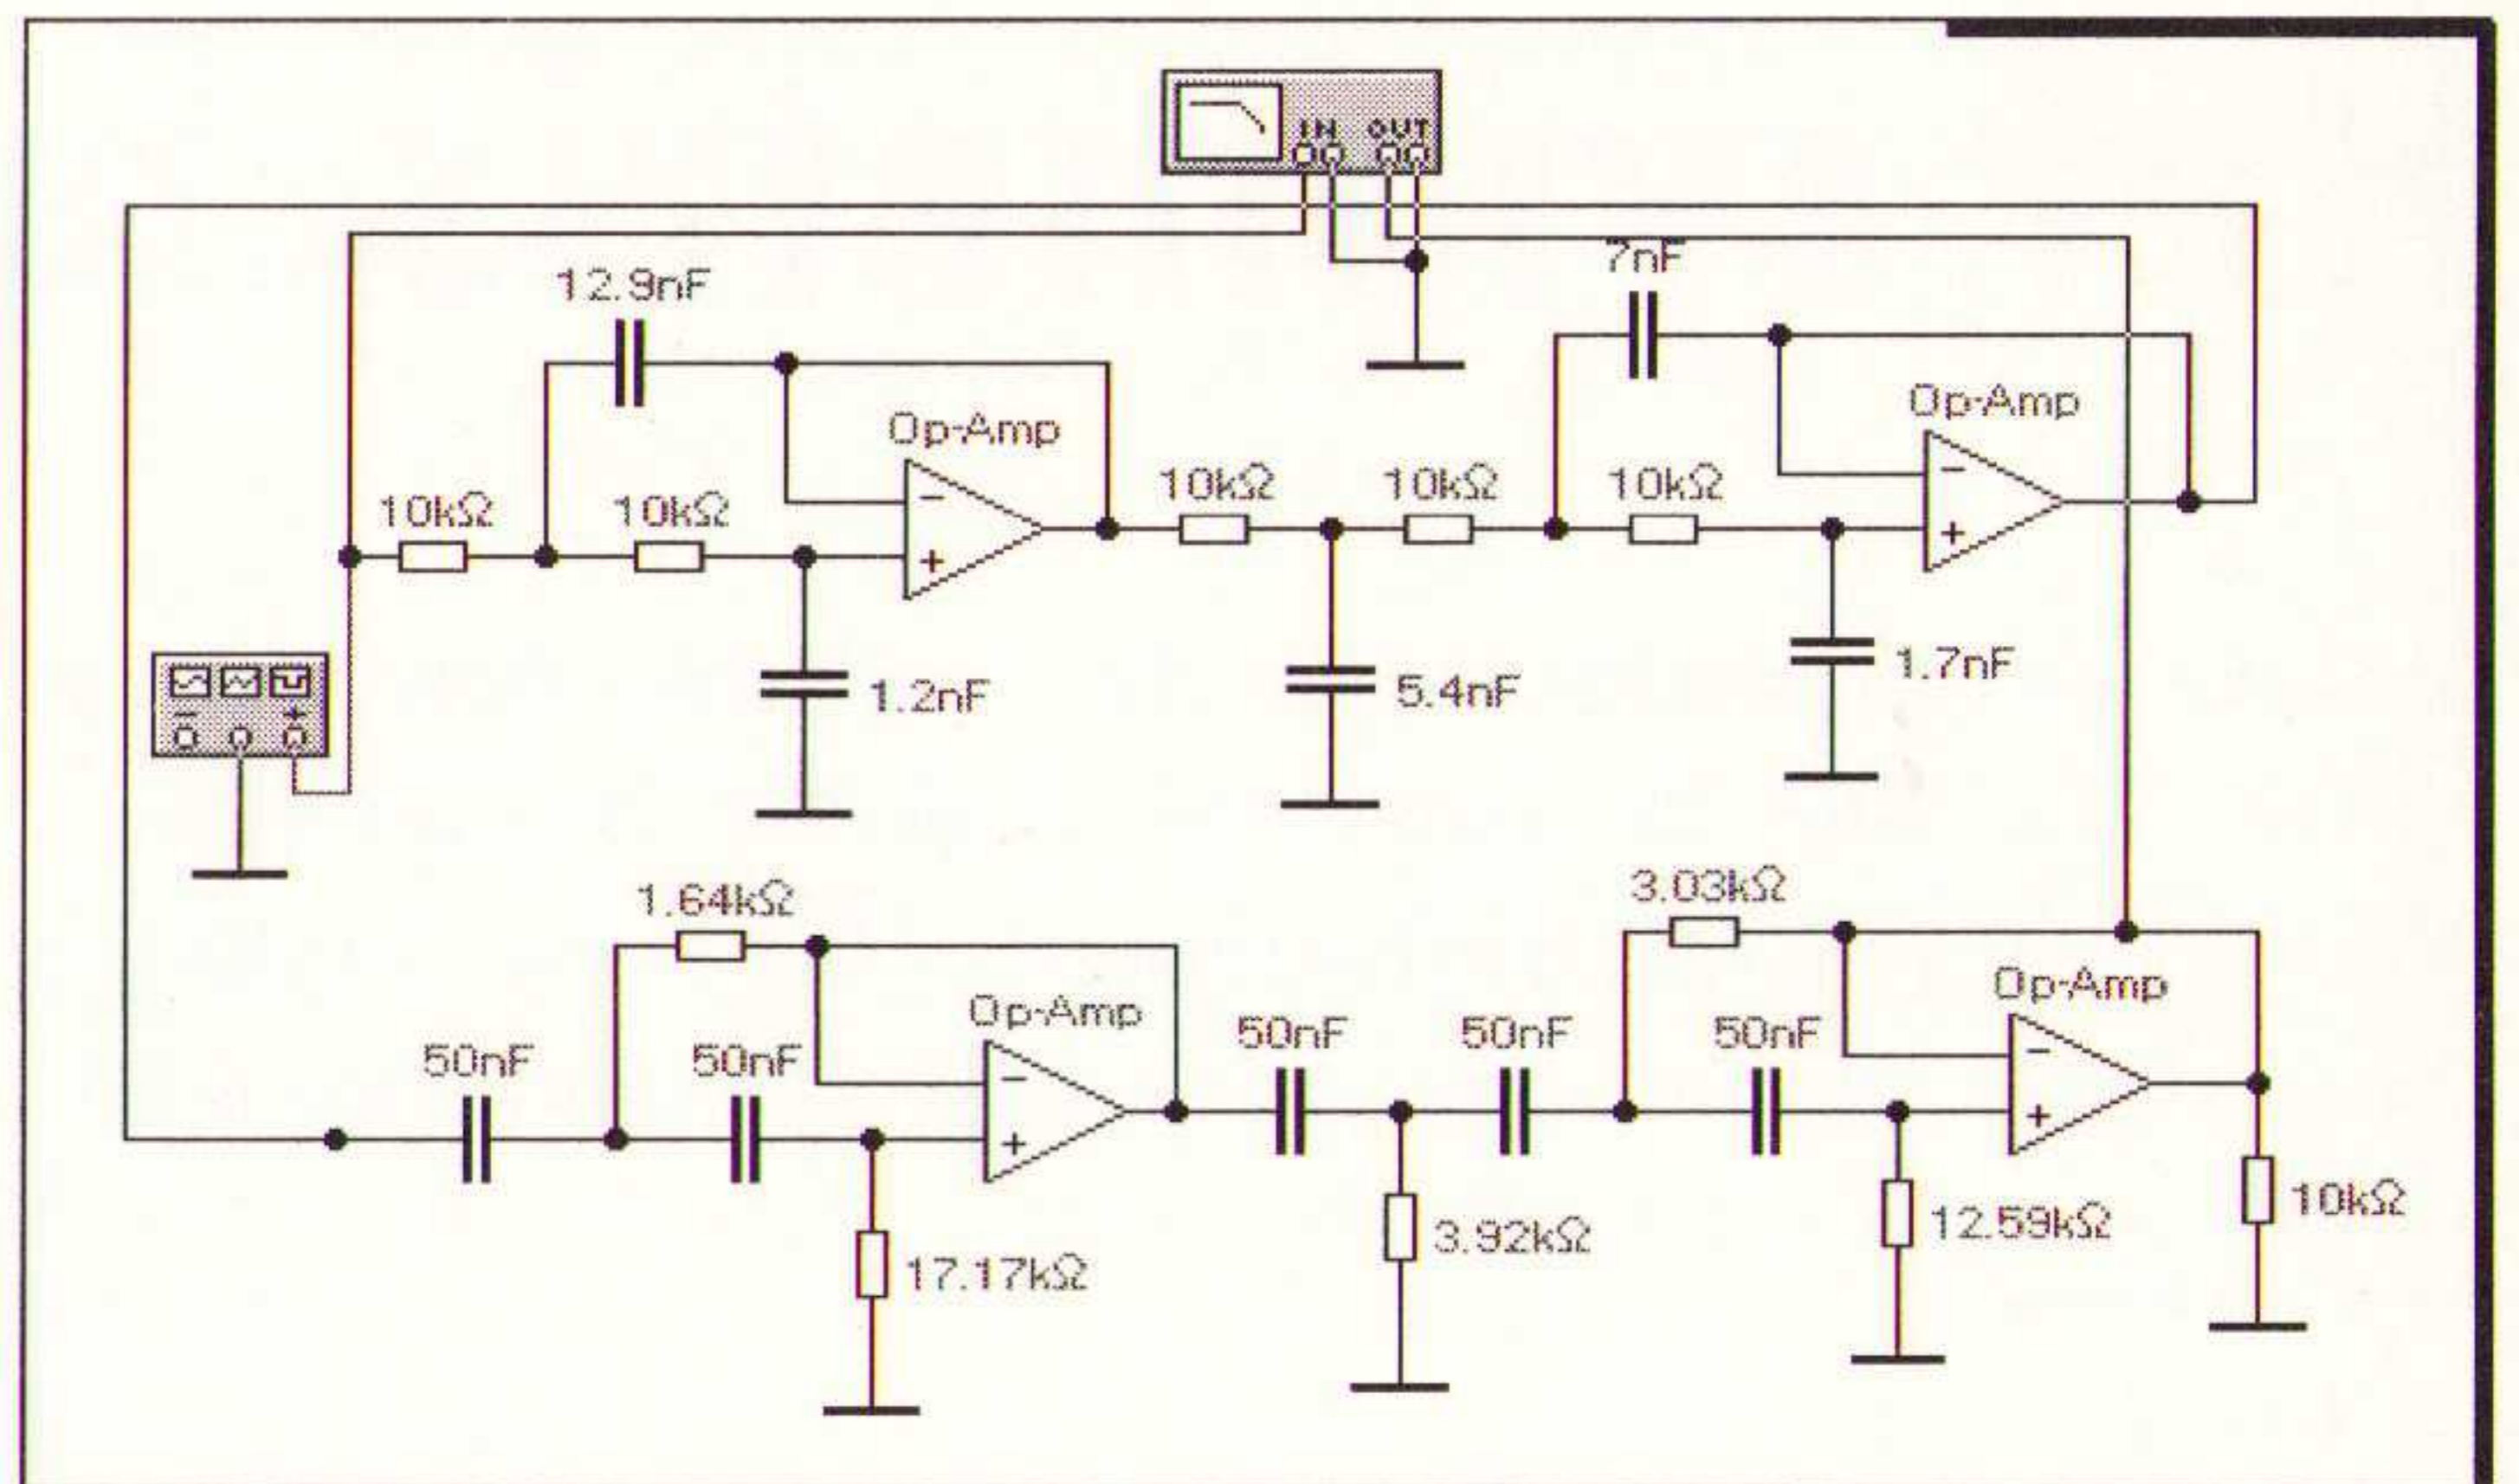 IN OUT
7nF
12.9nF
Op-Amp
Op-Amp
−
10kΩ
10kΩ
10kΩ
10kΩ
10kΩ
−
+
+
1.7nF
1.2nF
5.4nF
− +
1.64kΩ
3.03kΩ
Op-Amp
Op-Amp
50nF
50nF
50nF
50nF
50nF
−
−
+
+
10kΩ
12.59kΩ
3.92kΩ
17.17kΩ